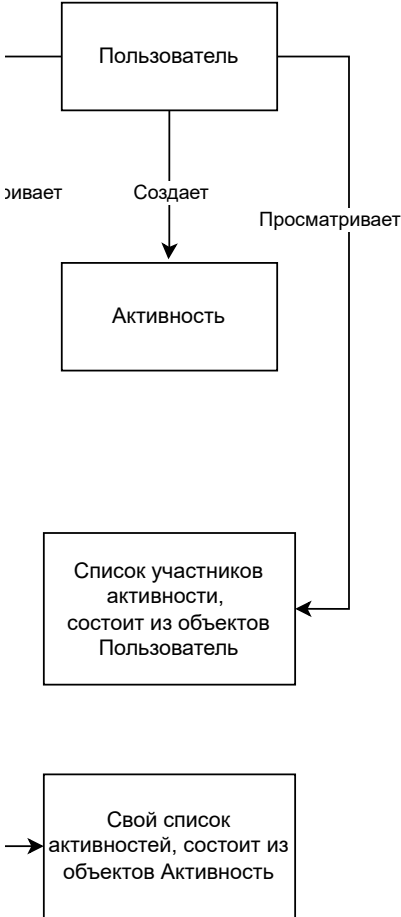 Пользователь
Создает
Просматривает
Активность
Список участников
активности,
состоит из объектов
Пользователь
Свой список
активностей, состоит из
объектов Активность